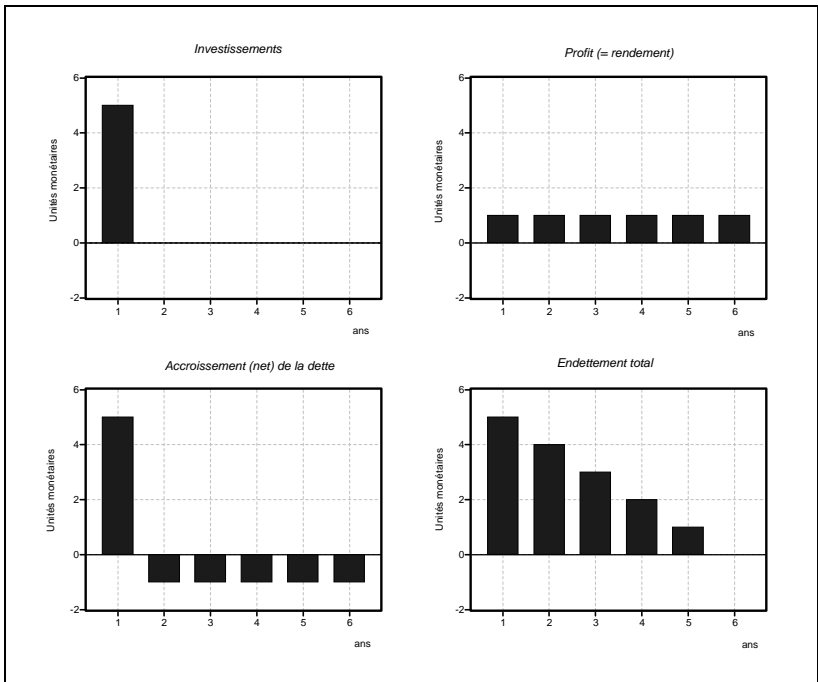 Investissements
Unités monétaires
6
4
2
0
-2
1 2 3 4 5 6
ans
Profit (= rendement)
Unités monétaires
6
4
2
0
-2
1 2 3 4 5 6
ans
Accroissement (net) de la dette
Unités monétaires
6
4
2
0
-2
1 2 3 4 5 6
ans
Endettement total
Unités monétaires
6
4
2
0
-2
1 2 3 4 5 6
ans